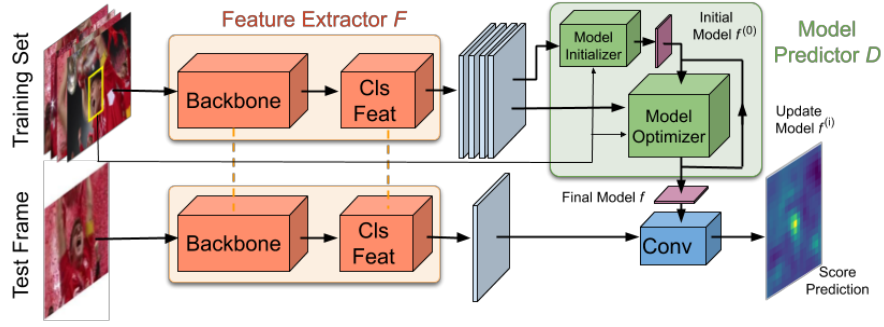 Feature Extractor F
Training Set
Backbone
Cls
Feat
Model
Initializer
Initial
Model f⁽⁰⁾
Model
Predictor D
Model
Optimizer
Update
Model f⁽ⁱ⁾
Final Model f
Test Frame
Backbone
Cls
Feat
Conv
Score
Prediction